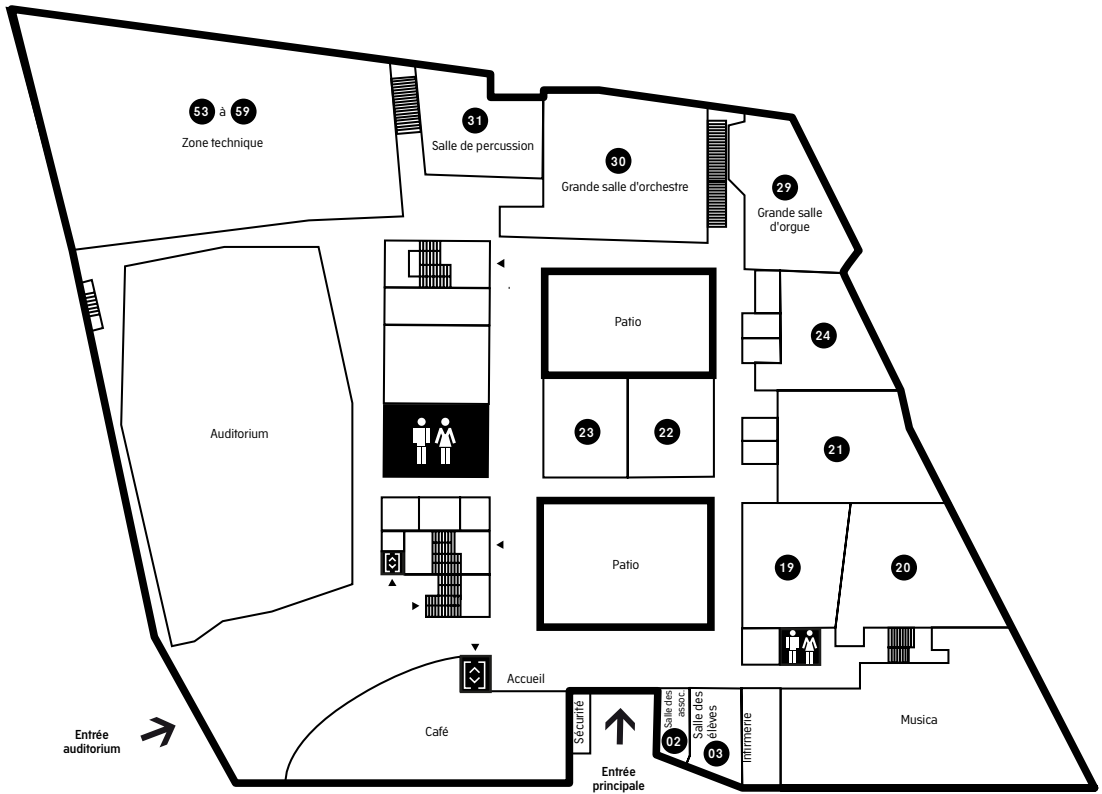 53 à 59
Zone technique
31
Salle de percussion
30
Grande salle d'orchestre
29
Grande salle
d'orgue
Patio
24
Auditorium
23
22
21
Patio
19
20
Accueil
Café
Sécurité
Salle des
assoc.
02
Salle des
élèves
03
Infirmerie
Musica
Entrée
auditorium
Entrée
principale